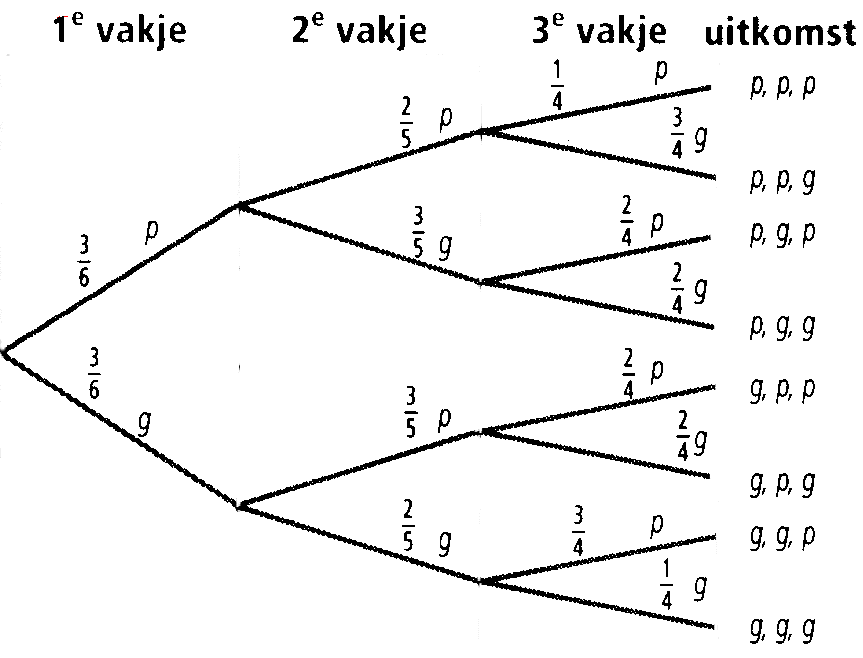 1e vakje 2e vakje 3e vakje uitkomst
1/4 p p, p, p
2/5 p
3/4 g p, p, g
3/6 p
3/5 g
2/4 p p, g, p
2/4 g p, g, g
3/6 g
3/5 p
2/4 p g, p, p
2/4 g g, p, g
2/5 g
3/4 p g, g, p
1/4 g g, g, g